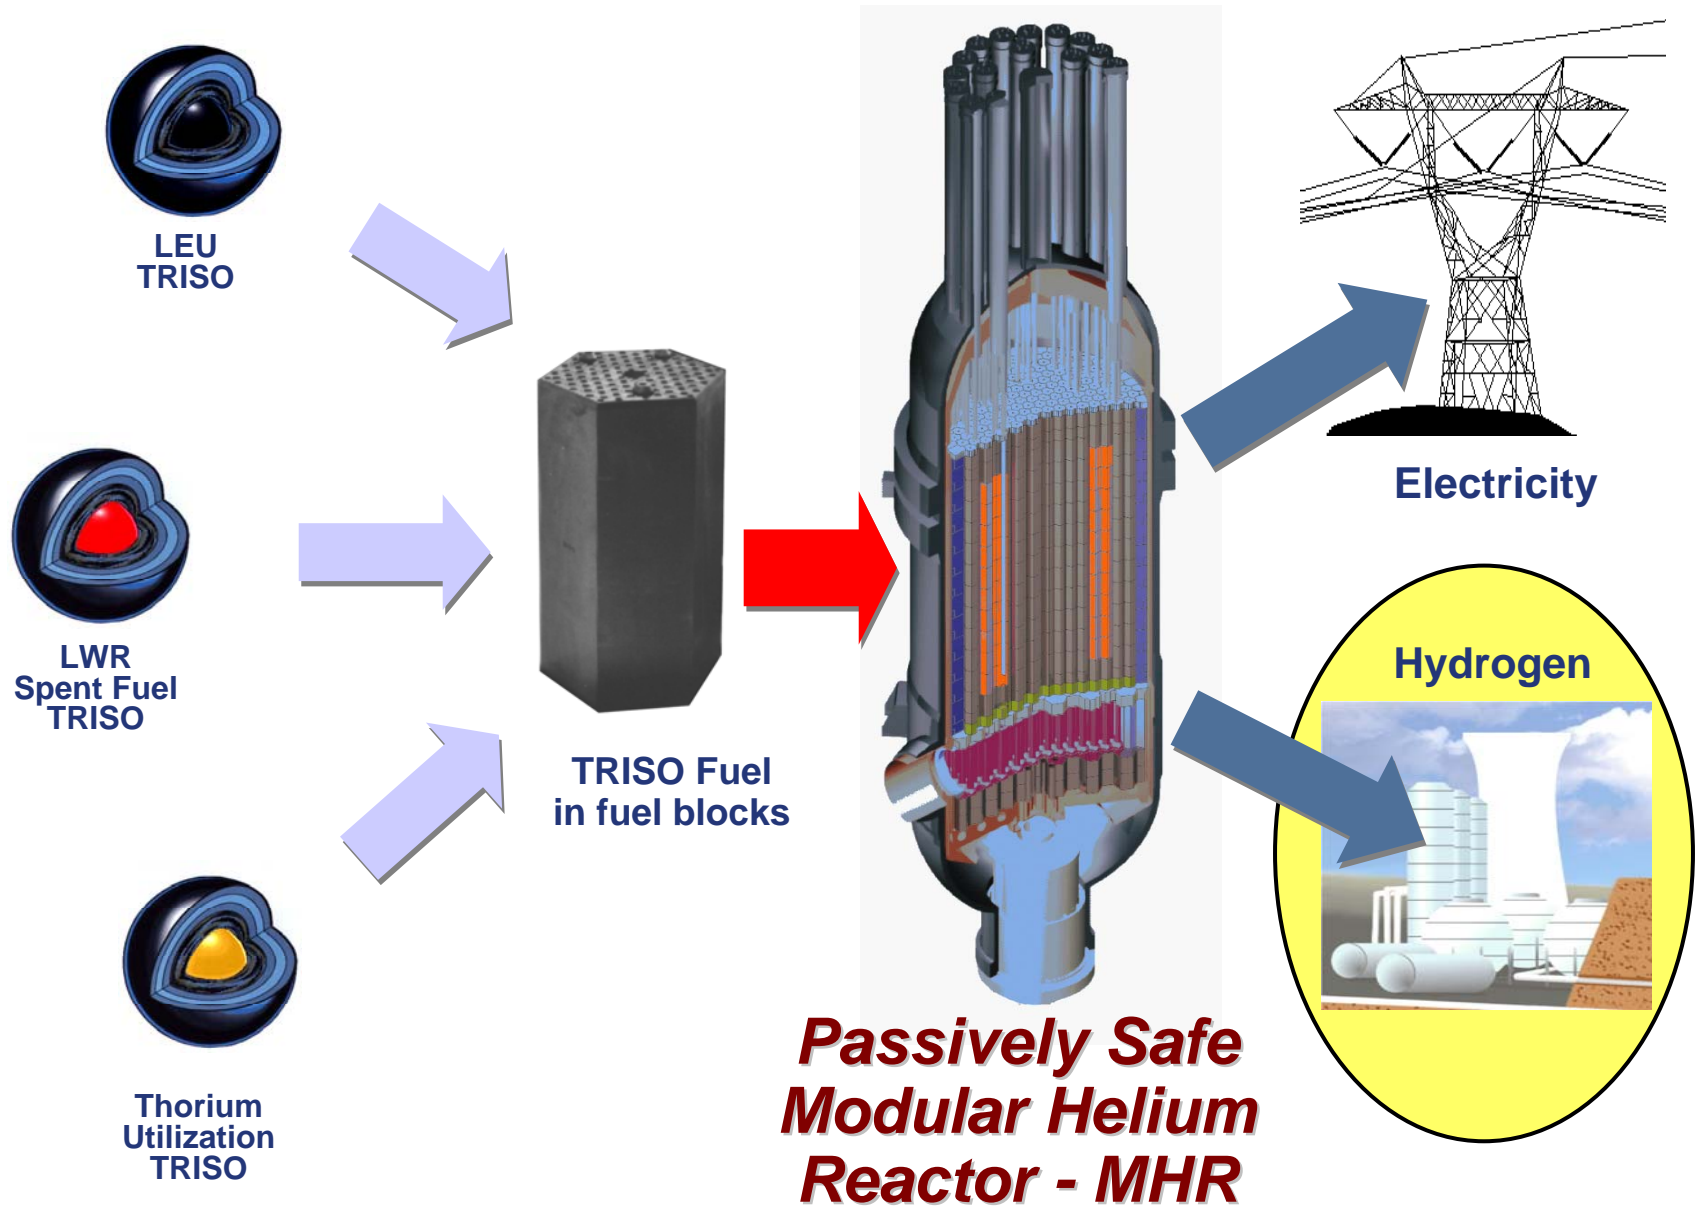 LEU
TRISO
LWR
Spent Fuel
TRISO
Thorium
Utilization
TRISO
TRISO Fuel
in fuel blocks
Passively Safe
Modular Helium
Reactor - MHR
Electricity
Hydrogen